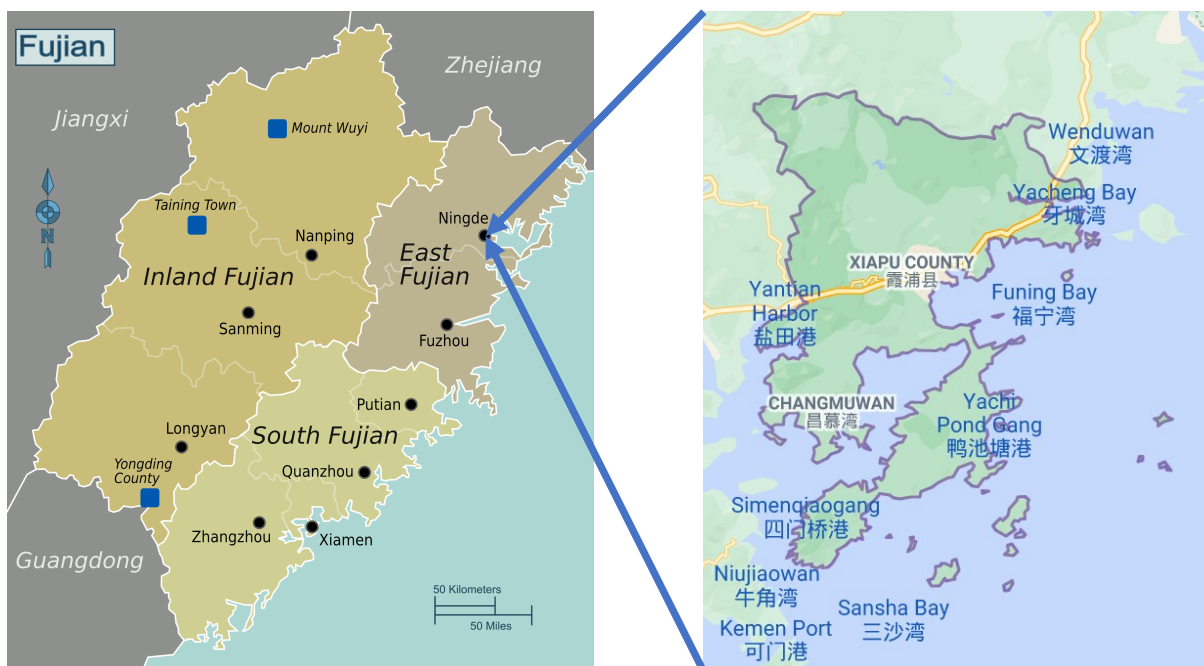 Fujian
Zhejiang
Jiangxi
Mount Wuyi
Taining Town
Ningde
Nanping
East
Fujian
Inland Fujian
Sanming
Fuzhou
Putian
Longyan
South Fujian
Yongding
County
Quanzhou
Zhangzhou
Xiamen
Guangdong
N
50 Kilometers
50 Miles
Wenduwan
文渡湾
Yacheng Bay
牙城湾
XIAPU COUNTY
霞浦县
Yantian
Harbor
盐田港
Funing Bay
福宁湾
CHANGMUWAN
昌慕湾
Yachi
Pond Gang
鸭池塘港
Simenqiaogang
四门桥港
Niujiaowan
牛角湾
Sansha Bay
三沙湾
Kemen Port
可门港